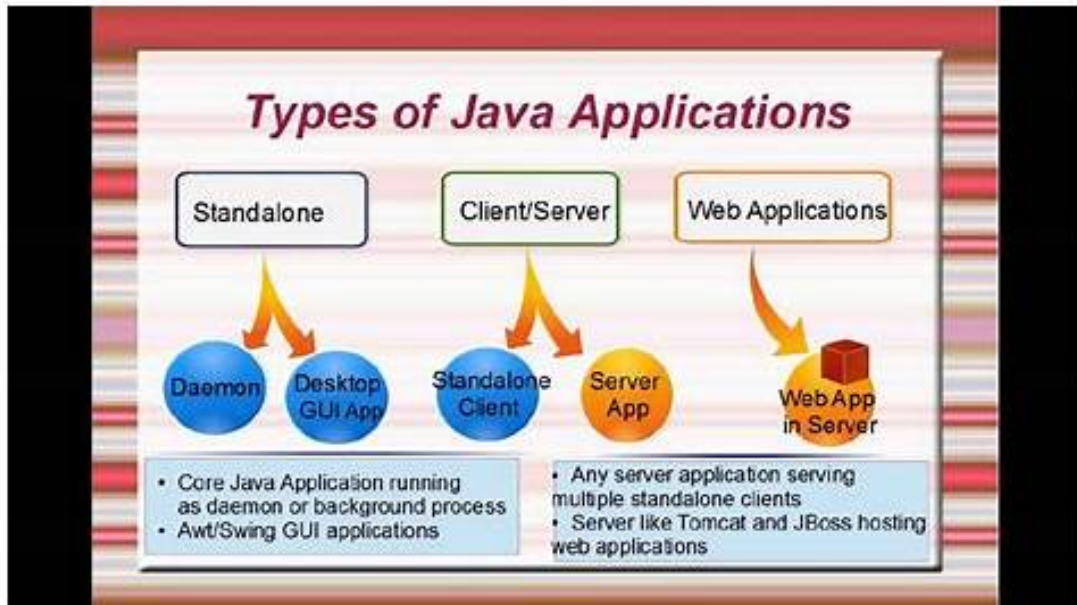 Types of Java Applications
Standalone
Client/Server
Web Applications
Daemon
Desktop
GUI App
Standalone
Client
Server
App
Web App
in Server
• Core Java Application running
as daemon or background process
• Awt/Swing GUI applications
• Any server application serving
multiple standalone clients
• Server like Tomcat and JBoss hosting
web applications